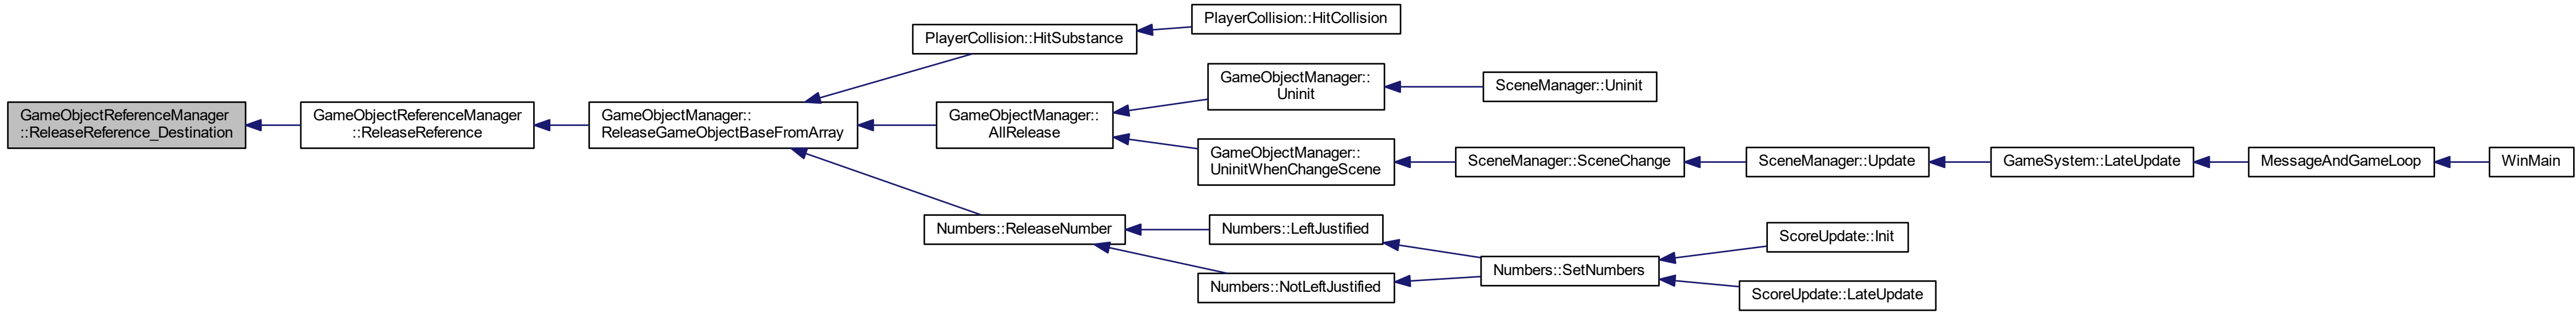 GameObjectReferenceManager
::ReleaseReference_Destination
GameObjectReferenceManager
::ReleaseReference
GameObjectManager::
ReleaseGameObjectBaseFromArray
PlayerCollision::HitSubstance
PlayerCollision::HitCollision
GameObjectManager::
AllRelease
GameObjectManager::
Uninit
SceneManager::Uninit
GameObjectManager::
UninitWhenChangeScene
SceneManager::SceneChange
SceneManager::Update
GameSystem::LateUpdate
MessageAndGameLoop
WinMain
Numbers::ReleaseNumber
Numbers::LeftJustified
Numbers::NotLeftJustified
Numbers::SetNumbers
ScoreUpdate::Init
ScoreUpdate::LateUpdate